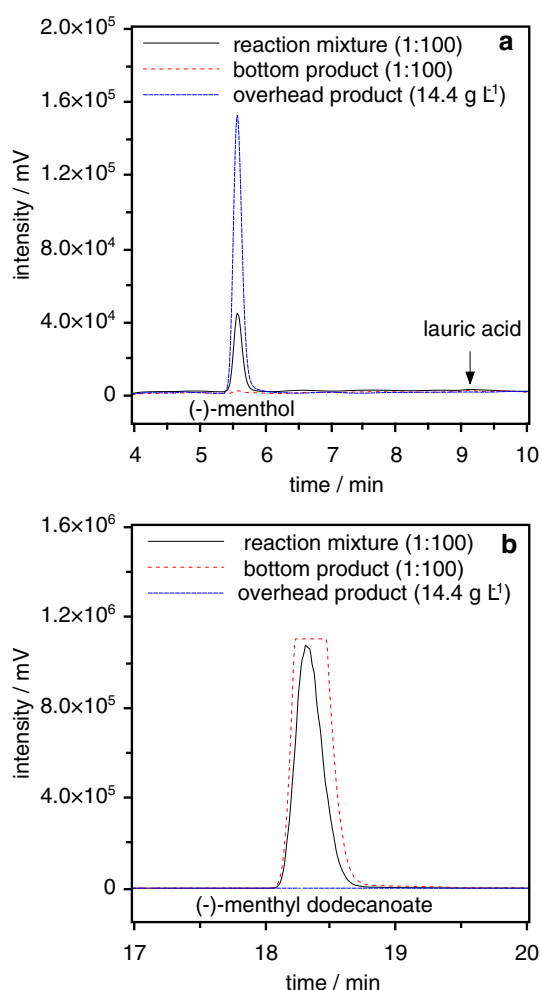 2.0×10⁵
1.6×10⁵
1.2×10⁵
8.0×10⁴
4.0×10⁴
0
intensity / mV
reaction mixture (1:100)
bottom product (1:100)
overhead product (14.4 g L⁻¹)
a
lauric acid
(-)-menthol
4 5 6 7 8 9 10
time / min
1.6×10⁶
1.2×10⁶
8.0×10⁵
4.0×10⁵
0
intensity / mV
reaction mixture (1:100)
bottom product (1:100)
overhead product (14.4 g L⁻¹)
b
(-)-menthyl dodecanoate
17 18 19 20
time / min